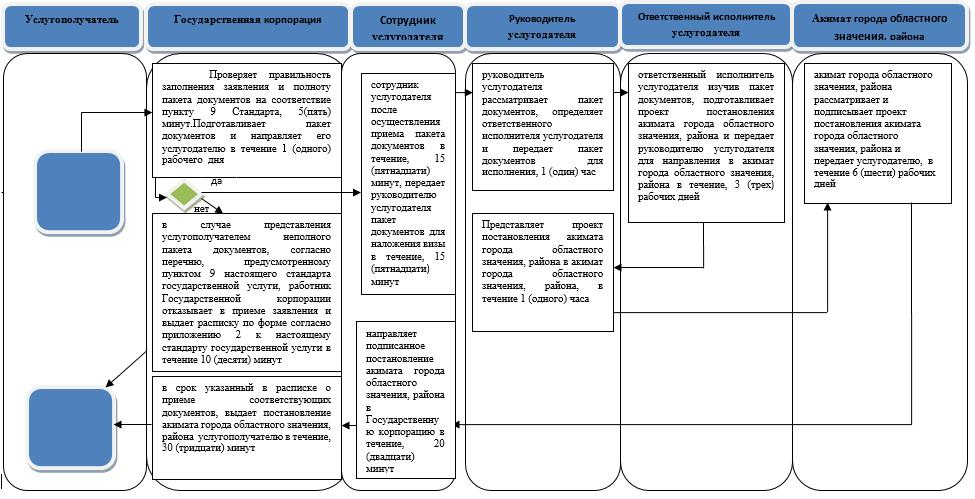 Услугополучатель
Государственная корпорация
Сотрудник
услугодателя
Руководитель
услугодателя
Ответственный исполнитель
услугодателя
Акимат города областного
значения, района
Проверяет правильность
заполнения заявления и полноту
пакета документов на соответствие
пункту 9 Стандарта, 5(пять)
минут.Подготавливает пакет
документов и направляет его
услугодателю в течение 1 (одного)
рабочего дня
да
нет
в случае представления
услугополучателем неполного
пакета документов, согласно
перечню, предусмотренному
пунктом 9 настоящего стандарта
государственной услуги, работник
Государственной корпорации
отказывает в приеме заявления и
выдает расписку по форме согласно
приложению 2 к настоящему
стандарту государственной услуги в
течение 10 (десяти) минут
в срок указанный в расписке о
приеме соответствующих
документов, выдает постановление
акимата города областного значения,
района услугополучателю в течение,
30 (тридцати) минут
сотрудник
услугодателя
после
осуществления
приема пакета
документов в
течение, 15
(пятнадцати)
минут, передает
руководителю
услугодателя
пакет
документов для
наложения визы
в течение, 15
(пятнадцати)
минут
направляет
подписанное
постановление
акимата города
областного
значения, района
в
Государственну
ю корпорацию в
течение, 20
(двадцати)
минут
руководитель
услугодателя
рассматривает пакет
документов, определяет
ответственного
исполнителя услугодателя
и передает пакет
документов для
исполнения, 1 (один) час
Представляет проект
постановления акимата
города областного
значения, района в акимат
города областного
значения, района, в
течение 1 (одного) часа
ответственный исполнитель
услугодателя изучив пакет
документов, подготавливает
проект постановления
акимата города областного
значения, района и передает
руководителю услугодателя
для направления в акимат
города областного значения,
района в течение, 3 (трех)
рабочих дней
акимат города областного
значения, района
рассматривает и
подписывает проект
постановления акимата
города областного
значения, района и
передает услугодателю, в
течение 6 (шести) рабочих
дней